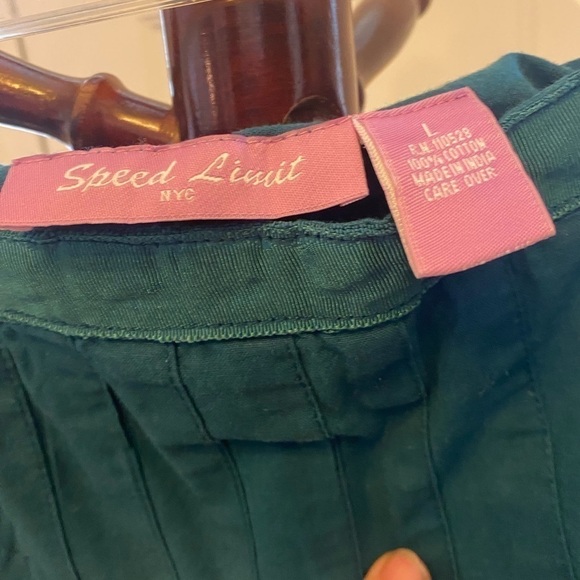 Speed Limit
NYC
L
R.N. 110528
100% COTTON
MADE IN INDIA
CARE OVER